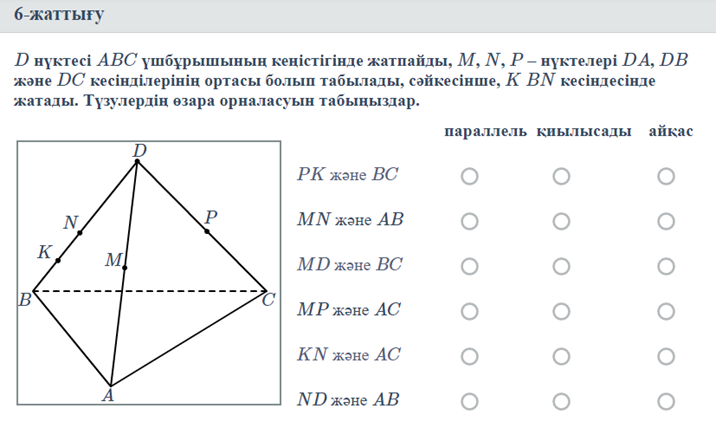 6-жаттығу
D нүктесі ABC үшбұрышының кеңістігінде жатпайды, M, N, P – нүктелері DA, DB
және DC кесінділерінің ортасы болып табылады, сәйкесінше, K BN кесіндесінде
жатады. Түзулердің өзара орналасуын табыңыздар.
параллель қиылысады айқас
D
N
P
K
M
B
C
A
PK және BC
MN және AB
MD және BC
MP және AC
KN және AC
ND және AB